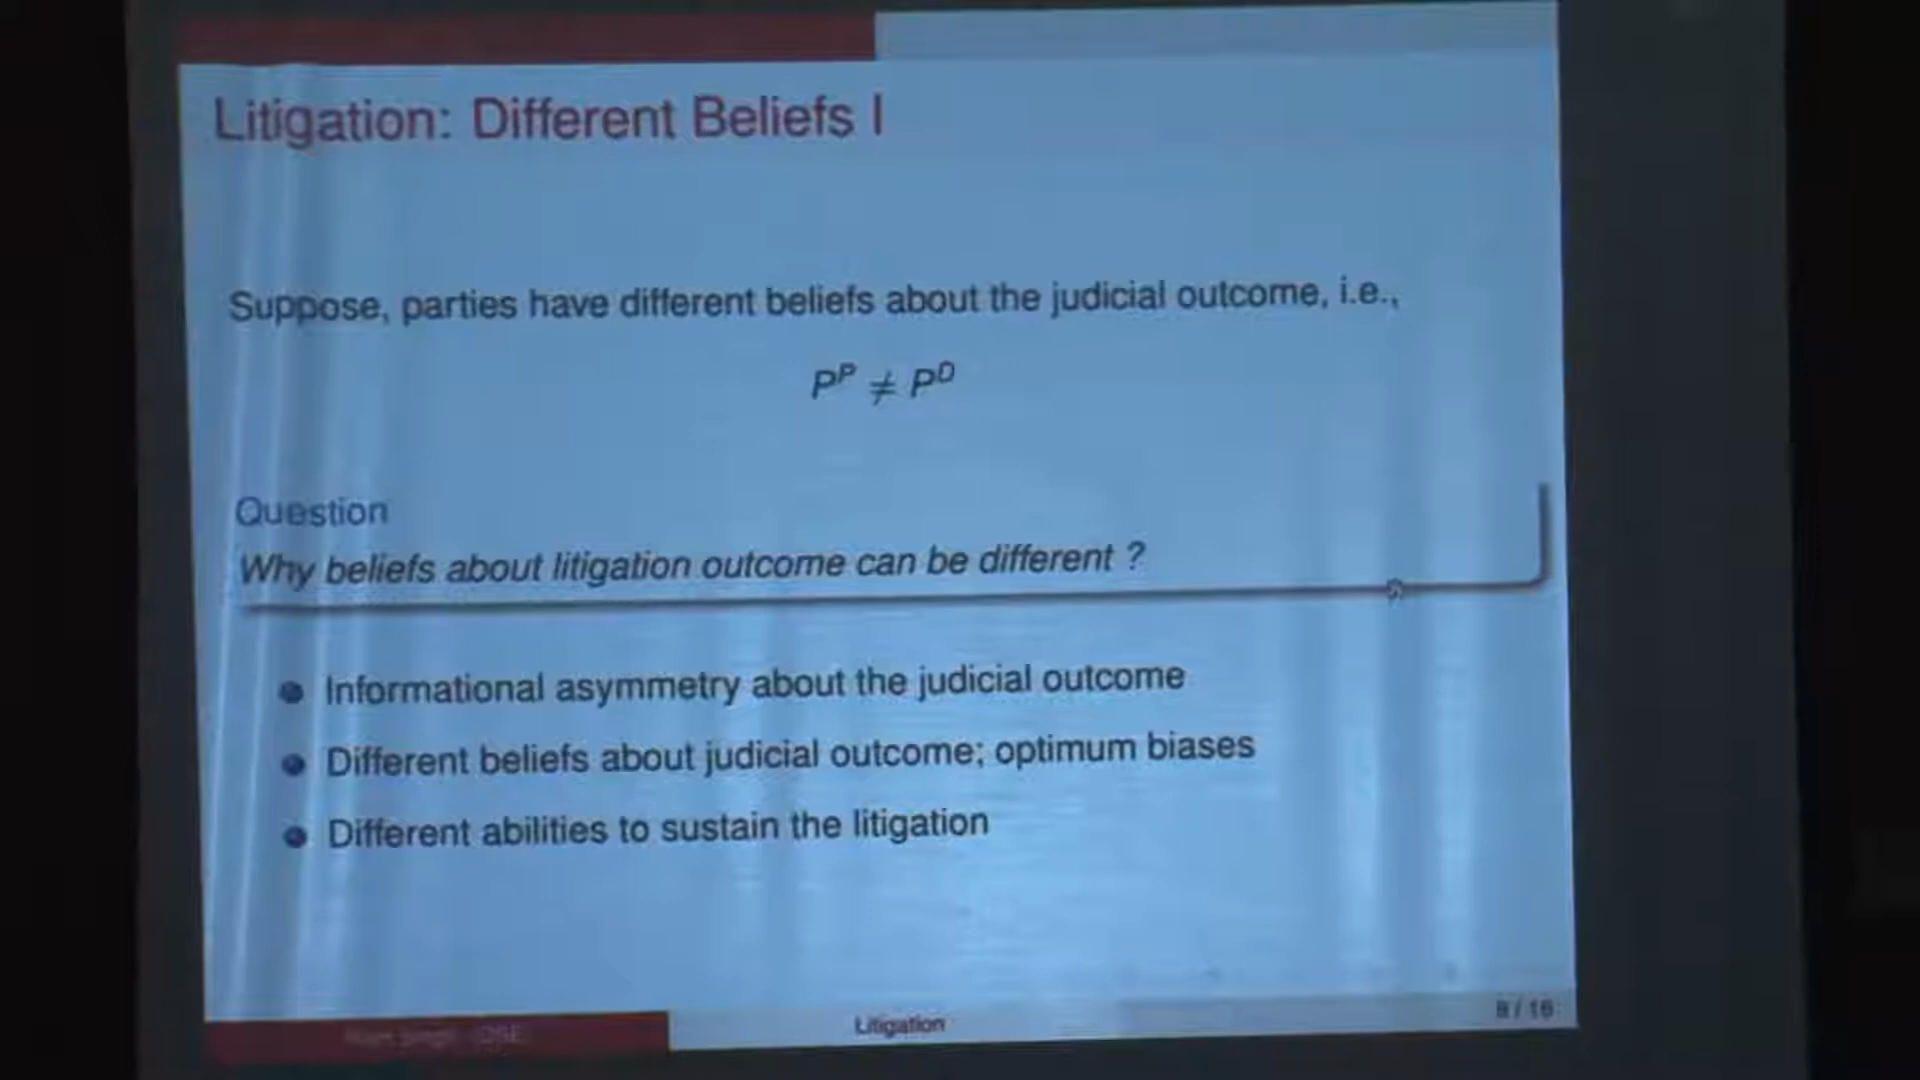 Litigation: Different Beliefs I
Suppose, parties have different beliefs about the judicial outcome, i.e.,
P^P ≠ P^D
Question
Why beliefs about litigation outcome can be different ?
Informational asymmetry about the judicial outcome
Different beliefs about judicial outcome; optimum biases
Different abilities to sustain the litigation
Litigation
/ 16